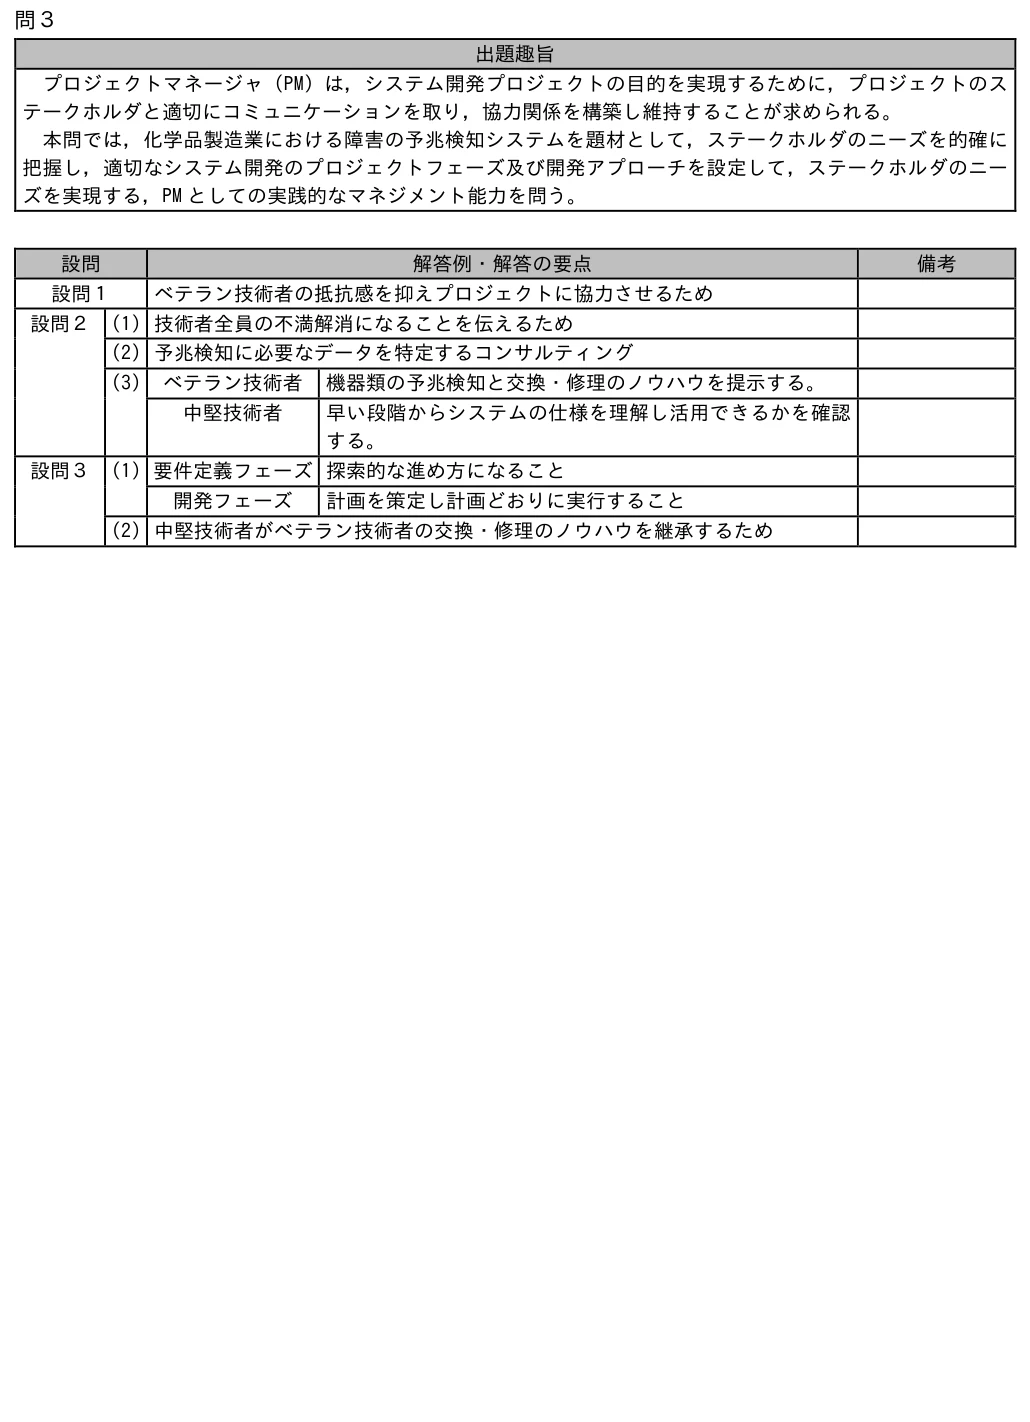 問３
出題趣旨
プロジェクトマネージャ（PM）は，システム開発プロジェクトの目的を実現するために，プロジェクトのス
テークホルダと適切にコミュニケーションを取り，協力関係を構築し維持することが求められる。
本問では，化学品製造業における障害の予兆検知システムを題材として，ステークホルダのニーズを的確に
把握し，適切なシステム開発のプロジェクトフェーズ及び開発アプローチを設定して，ステークホルダのニー
ズを実現する，PM としての実践的なマネジメント能力を問う。
設問 解答例・解答の要点 備考
設問１ ベテラン技術者の抵抗感を抑えプロジェクトに協力させるため
設問２ (1) 技術者全員の不満解消になることを伝えるため
(2) 予兆検知に必要なデータを特定するコンサルティング
(3) ベテラン技術者 機器類の予兆検知と交換・修理のノウハウを提示する。
中堅技術者 早い段階からシステムの仕様を理解し活用できるかを確認
する。
設問３ (1) 要件定義フェーズ 探索的な進め方になること
開発フェーズ 計画を策定し計画どおりに実行すること
(2) 中堅技術者がベテラン技術者の交換・修理のノウハウを継承するため